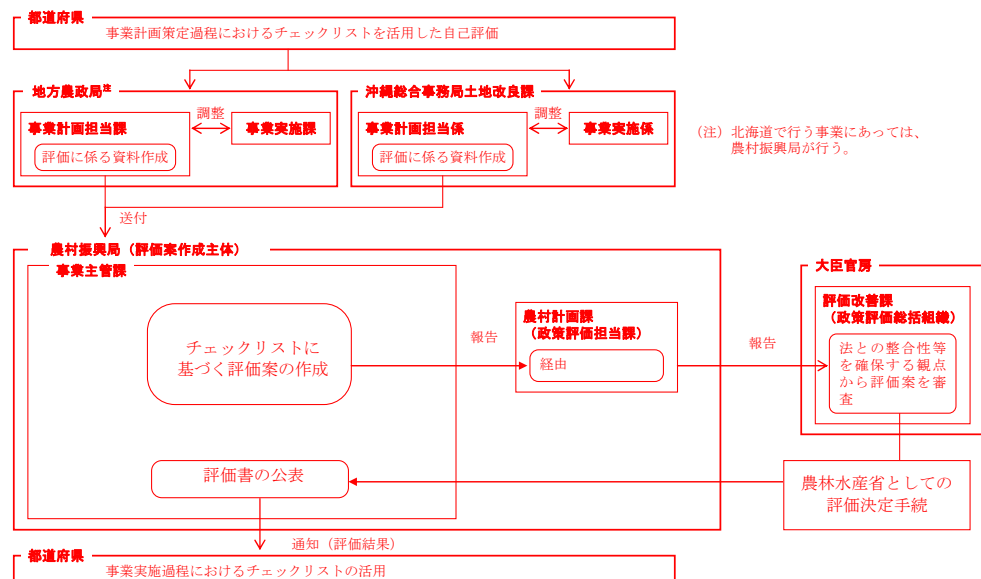 都道府県
事業計画策定過程におけるチェックリストを活用した自己評価
地方農政局注
事業計画担当課
評価に係る資料作成
調整
事業実施課
沖縄総合事務局土地改良課
事業計画担当係
評価に係る資料作成
調整
事業実施係
(注)北海道で行う事業にあっては、
農村振興局が行う。
送付
農村振興局(評価案作成主体)
事業主管課
チェックリストに
基づく評価案の作成
報告
農村計画課
(政策評価担当課)
経由
報告
大臣官房
評価改善課
(政策評価総括組織)
法との整合性等
を確保する観点
から評価案を審
査
農林水産省としての
評価決定手続
評価書の公表
通知(評価結果)
都道府県
事業実施過程におけるチェックリストの活用